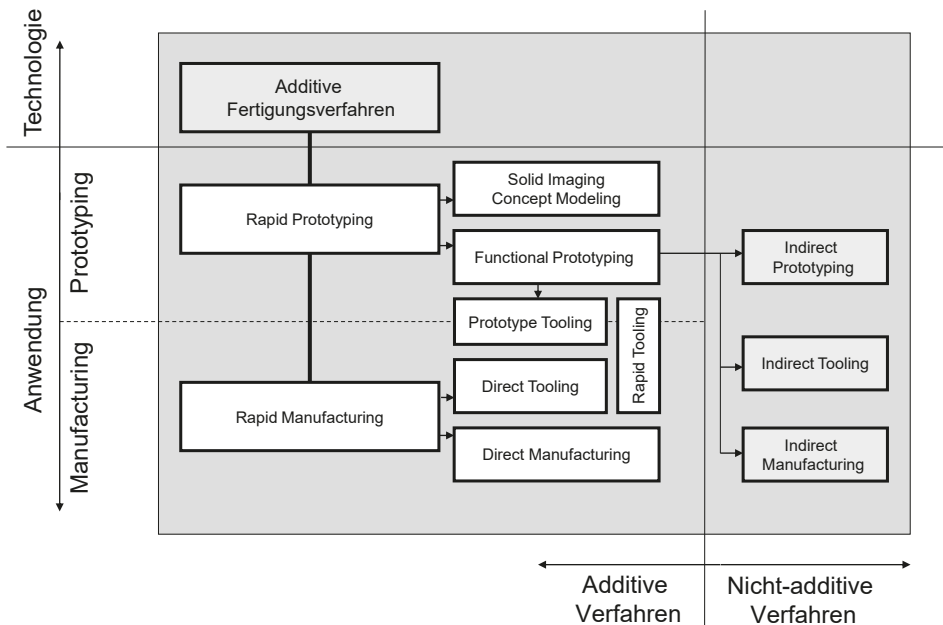 Technologie
Additive
Fertigungsverfahren
Anwendung
Prototyping
Rapid Prototyping
Solid Imaging
Concept Modeling
Functional Prototyping
Indirect
Prototyping
Prototype Tooling
Rapid Tooling
Manufacturing
Rapid Manufacturing
Direct Tooling
Indirect Tooling
Direct Manufacturing
Indirect
Manufacturing
Additive
Verfahren
Nicht-additive
Verfahren